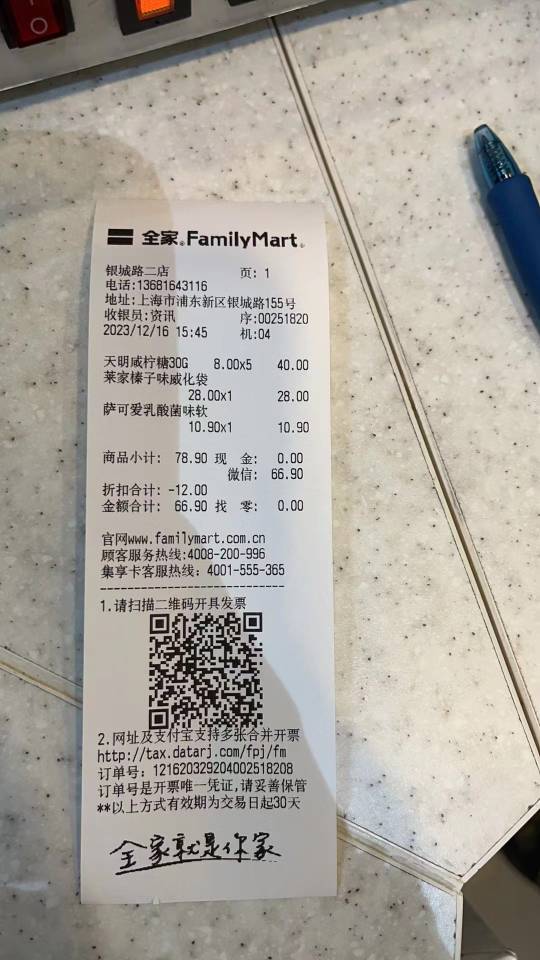 全家®FamilyMart®
银城路二店 页: 1
电话:13681643116
地址:上海市浦东新区银城路155号
收银员:资讯 序:00251820
2023/12/16 15:45 机:04
天明咸柠糖30G 8.00x5 40.00
莱家榛子味威化袋
28.00x1 28.00
萨可爱乳酸菌味软
10.90x1 10.90
商品小计: 78.90 现 金: 0.00
微信: 66.90
折扣合计: -12.00
金额合计: 66.90 找 零: 0.00
官网www.familymart.com.cn
顾客服务热线:4008-200-996
集享卡客服热线: 4001-555-365
------------------------------
1.请扫描二维码开具发票
2.网址及支付宝支持多张合并开票
http://tax.datarj.com/fpj/fm
订单号: 121620329204002518208
订单号是开票唯一凭证,请妥善保管
**以上方式有效期为交易日起30天
全家就是你家